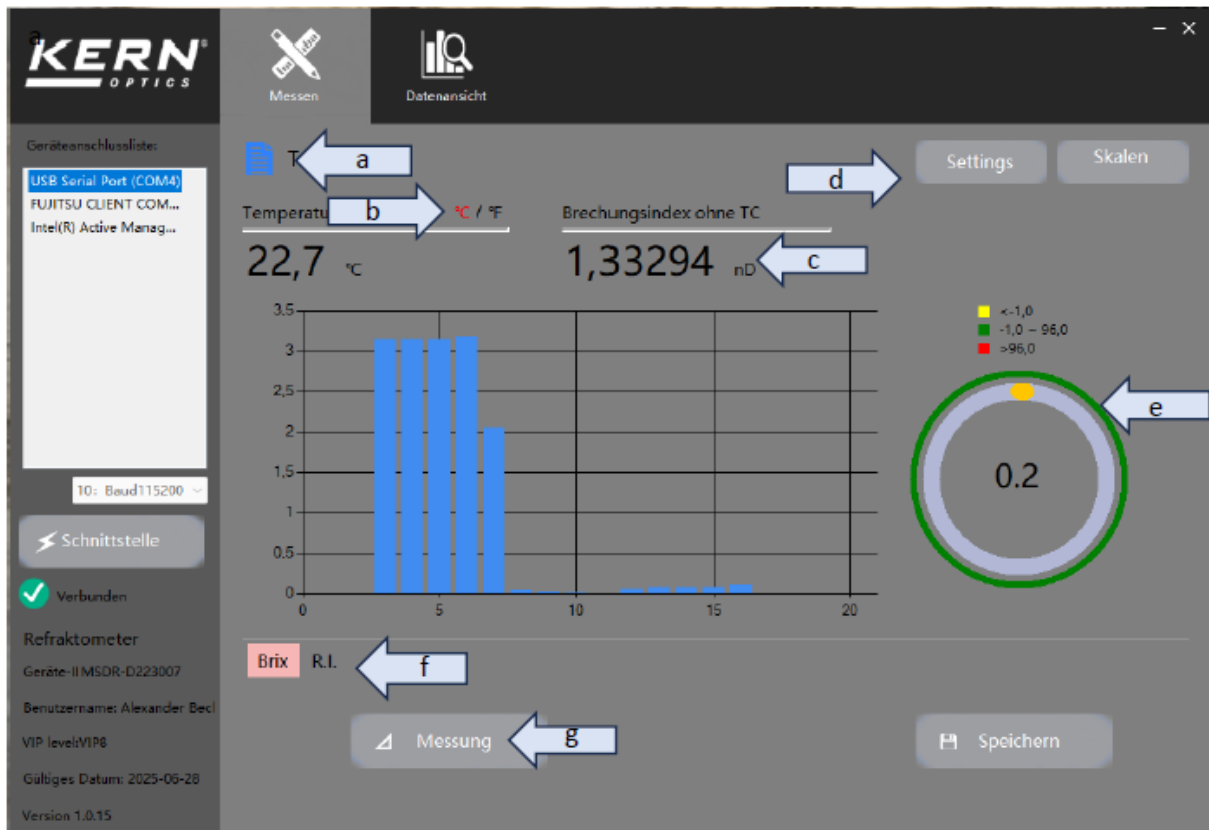 a
KERN
OPTICS
Messen
Datenansicht
Geräteanschlussliste:
USB Serial Port (COM4)
FUJITSU CLIENT COM...
Intel(R) Active Manag...
10: Baud115200
Schnittstelle
Verbunden
Refraktometer
Geräte-II MSDR-D223007
Benutzername: Alexander Becl
VIP level:VIP8
Gültiges Datum: 2025-06-28
Version 1.0.15
T
a
d
Settings
Skalen
b
°C / °F
Brechungsindex ohne TC
22,7 °C
1,33294 nD
c
3.5
3
2,5
2
1,5
1
0.5
0
0 5 10 15 20
<-1,0
-1,0 – 96,0
>96,0
e
0.2
Brix R.I.
f
Messung
g
Speichern